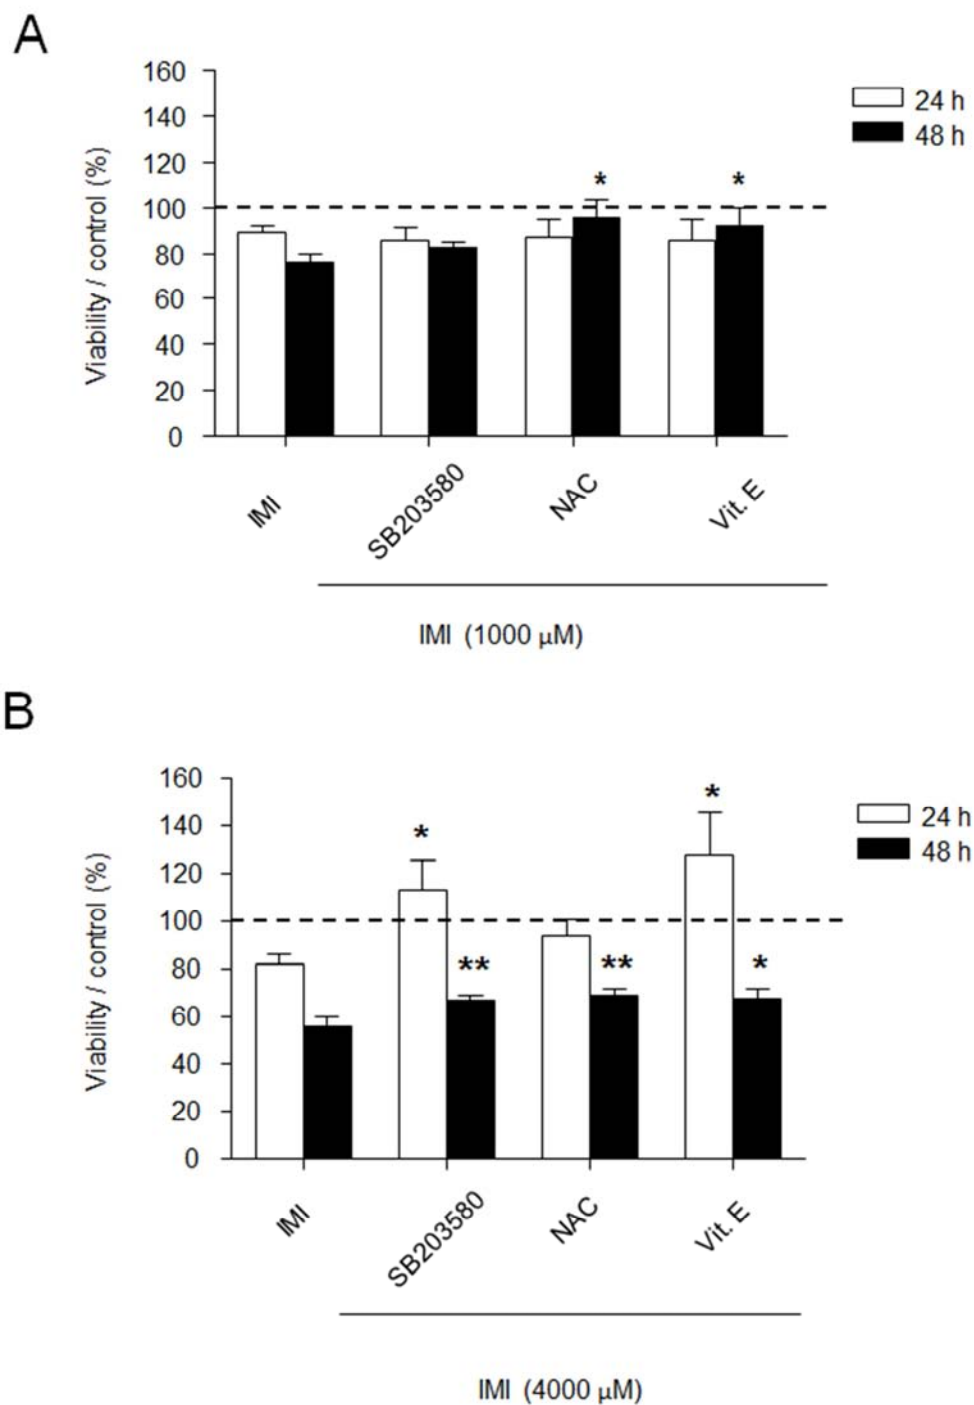 A
Viability / control (%)
160
140
120
100
80
60
40
20
0
24 h
48 h
*
*
IMI
SB203580
NAC
Vit. E
IMI (1000 μM)
B
Viability / control (%)
160
140
120
100
80
60
40
20
0
24 h
48 h
*
**
**
*
*
IMI
SB203580
NAC
Vit. E
IMI (4000 μM)